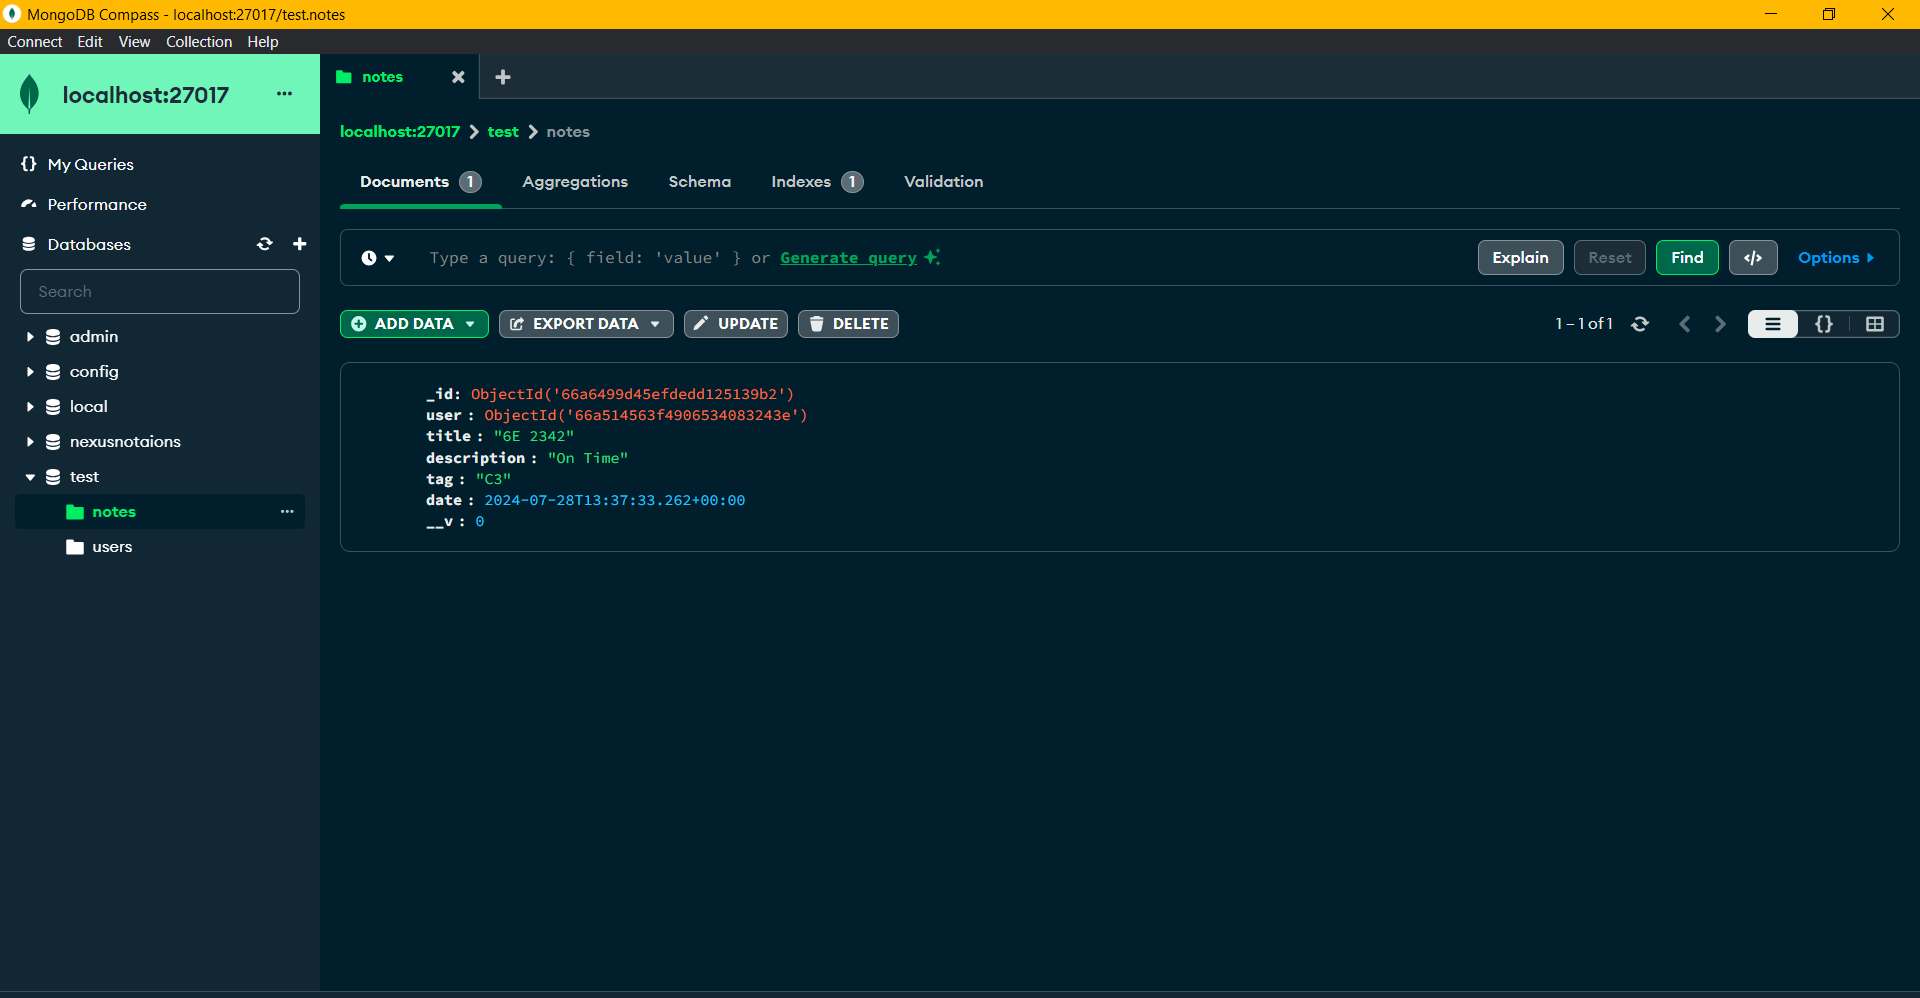 MongoDB Compass - localhost:27017/test.notes
Connect Edit View Collection Help
localhost:27017 ...
notes
localhost:27017 > test > notes
{} My Queries
Performance
Databases
Search
admin
config
local
nexusnotaions
test
notes ...
users
Documents 1 Aggregations Schema Indexes 1 Validation
Type a query: { field: 'value' } or Generate query
Explain Reset Find </> Options
ADD DATA EXPORT DATA UPDATE DELETE 1 – 1 of 1 {}
_id: ObjectId('66a6499d45efdedd125139b2')
user : ObjectId('66a514563f4906534083243e')
title : "6E 2342"
description : "On Time"
tag : "C3"
date : 2024-07-28T13:37:33.262+00:00
__v : 0